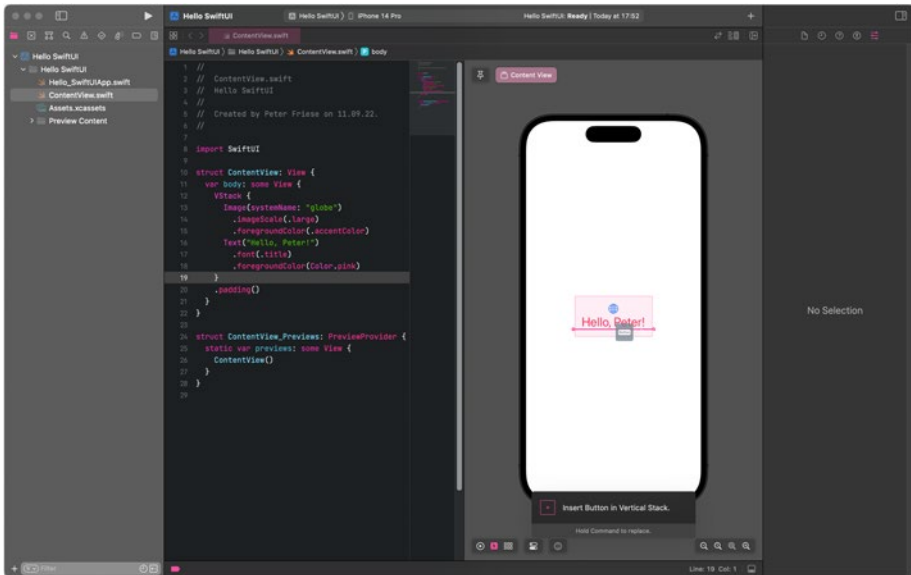 Hello SwiftUI
Hello SwiftUI
Hello_SwiftUIApp.swift
ContentView.swift
Assets.xcassets
Preview Content
Filter
Hello SwiftUI
Hello SwiftUI
iPhone 14 Pro
Hello SwiftUI: Ready | Today at 17:52
ContentView.swift
Hello SwiftUI
Hello SwiftUI
ContentView.swift
body
1 //
2 //  ContentView.swift
3 //  Hello SwiftUI
4 //
5 //  Created by Peter Friese on 11.09.22.
6 //
7
8 import SwiftUI
9
10 struct ContentView: View {
11   var body: some View {
12     VStack {
13       Image(systemName: "globe")
14         .imageScale(.large)
15         .foregroundColor(.accentColor)
16       Text("Hello, Peter!")
17         .font(.title)
18         .foregroundColor(Color.pink)
19     }
20     .padding()
21   }
22 }
23
24 struct ContentView_Previews: PreviewProvider {
25   static var previews: some View {
26     ContentView()
27   }
28 }
29
Content View
Hello, Peter!
Insert Button in Vertical Stack.
Hold Command to replace.
Line: 19 Col: 1
No Selection